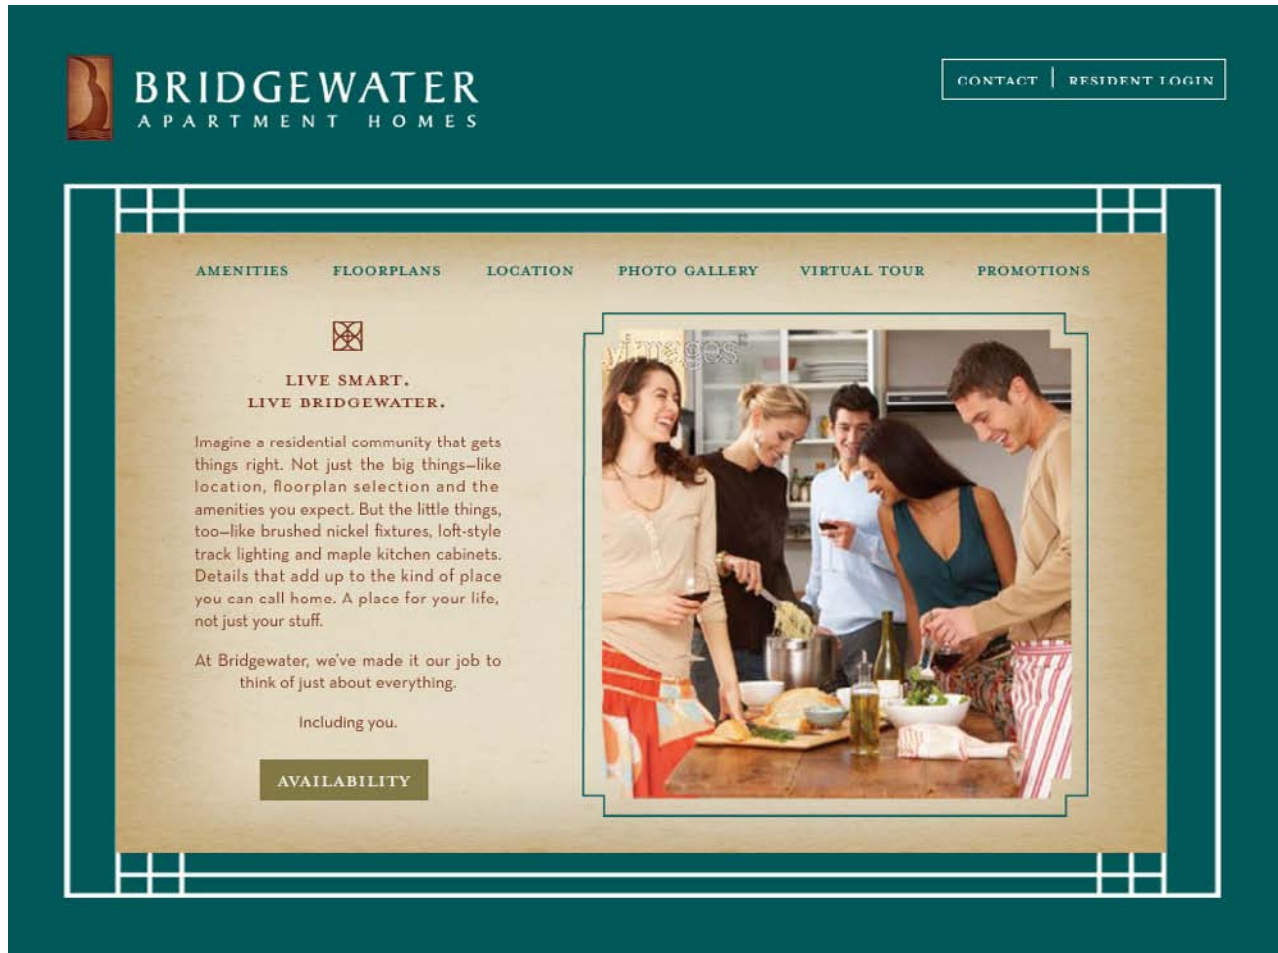 BRIDGEWATER
APARTMENT HOMES
CONTACT | RESIDENT LOGIN
AMENITIES FLOORPLANS LOCATION PHOTO GALLERY VIRTUAL TOUR PROMOTIONS
LIVE SMART.
LIVE BRIDGEWATER.
Imagine a residential community that gets
things right. Not just the big things—like
location, floorplan selection and the
amenities you expect. But the little things,
too—like brushed nickel fixtures, loft-style
track lighting and maple kitchen cabinets.
Details that add up to the kind of place
you can call home. A place for your life,
not just your stuff.
At Bridgewater, we've made it our job to
think of just about everything.
Including you.
AVAILABILITY